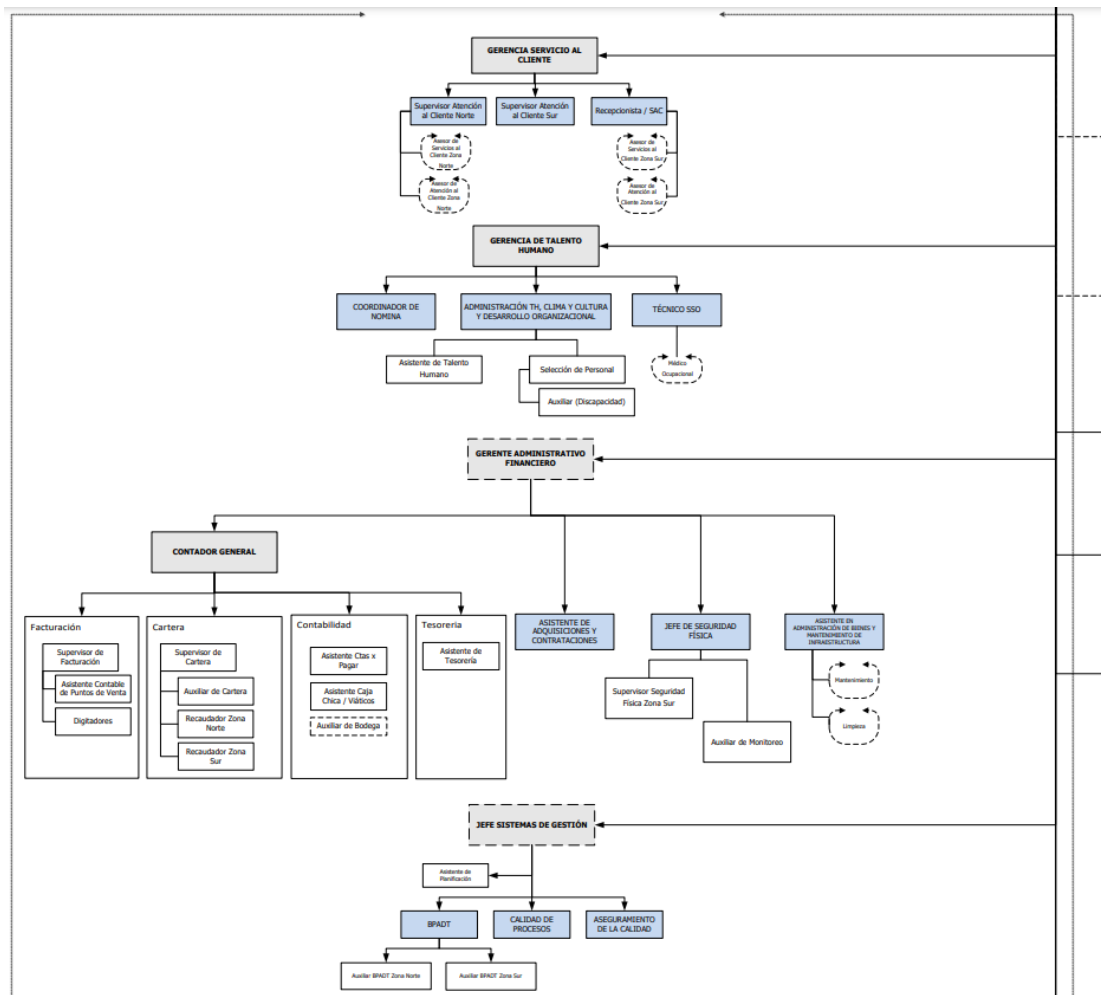 GERENCIA SERVICIO AL
CLIENTE
Supervisor Atención
al Cliente Norte
Supervisor Atención
al Cliente Sur
Recepcionista / SAC
Asesor de
Servicios al
Cliente Zona
Norte
Asesor de
Servicios al
Cliente Zona Sur
Asesor de
Atención al
Cliente Zona
Norte
Asesor de
Atención al
Cliente Zona Sur
GERENCIA DE TALENTO
HUMANO
COORDINADOR DE
NOMINA
ADMINISTRACIÓN TH, CLIMA Y CULTURA
Y DESARROLLO ORGANIZACIONAL
TÉCNICO SSO
Asistente de Talento
Humano
Selección de Personal
Médico
Ocupacional
Auxiliar (Discapacidad)
GERENTE ADMINISTRATIVO
FINANCIERO
CONTADOR GENERAL
Facturación
Supervisor de
Facturación
Asistente Contable
de Puntos de Venta
Digitadores
Cartera
Supervisor de
Cartera
Auxiliar de Cartera
Recaudador Zona
Norte
Recaudador Zona
Sur
Contabilidad
Asistente Ctas x
Pagar
Asistente Caja
Chica / Viáticos
Auxiliar de Bodega
Tesoreria
Asistente de
Tesorería
ASISTENTE DE
ADQUISICIONES Y
CONTRATACIONES
JEFE DE SEGURIDAD
FÍSICA
Supervisor Seguridad
Física Zona Sur
Auxiliar de Monitoreo
ASISTENTE EN
ADMINISTRACIÓN DE BIENES Y
MANTENIMIENTO DE
INFRAESTRUCTURA
Mantenimiento
Limpieza
JEFE SISTEMAS DE GESTIÓN
Asistente de
Planificación
BPADT
CALIDAD DE
PROCESOS
ASEGURAMIENTO
DE LA CALIDAD
Auxiliar BPADT Zona Norte
Auxiliar BPADT Zona Sur